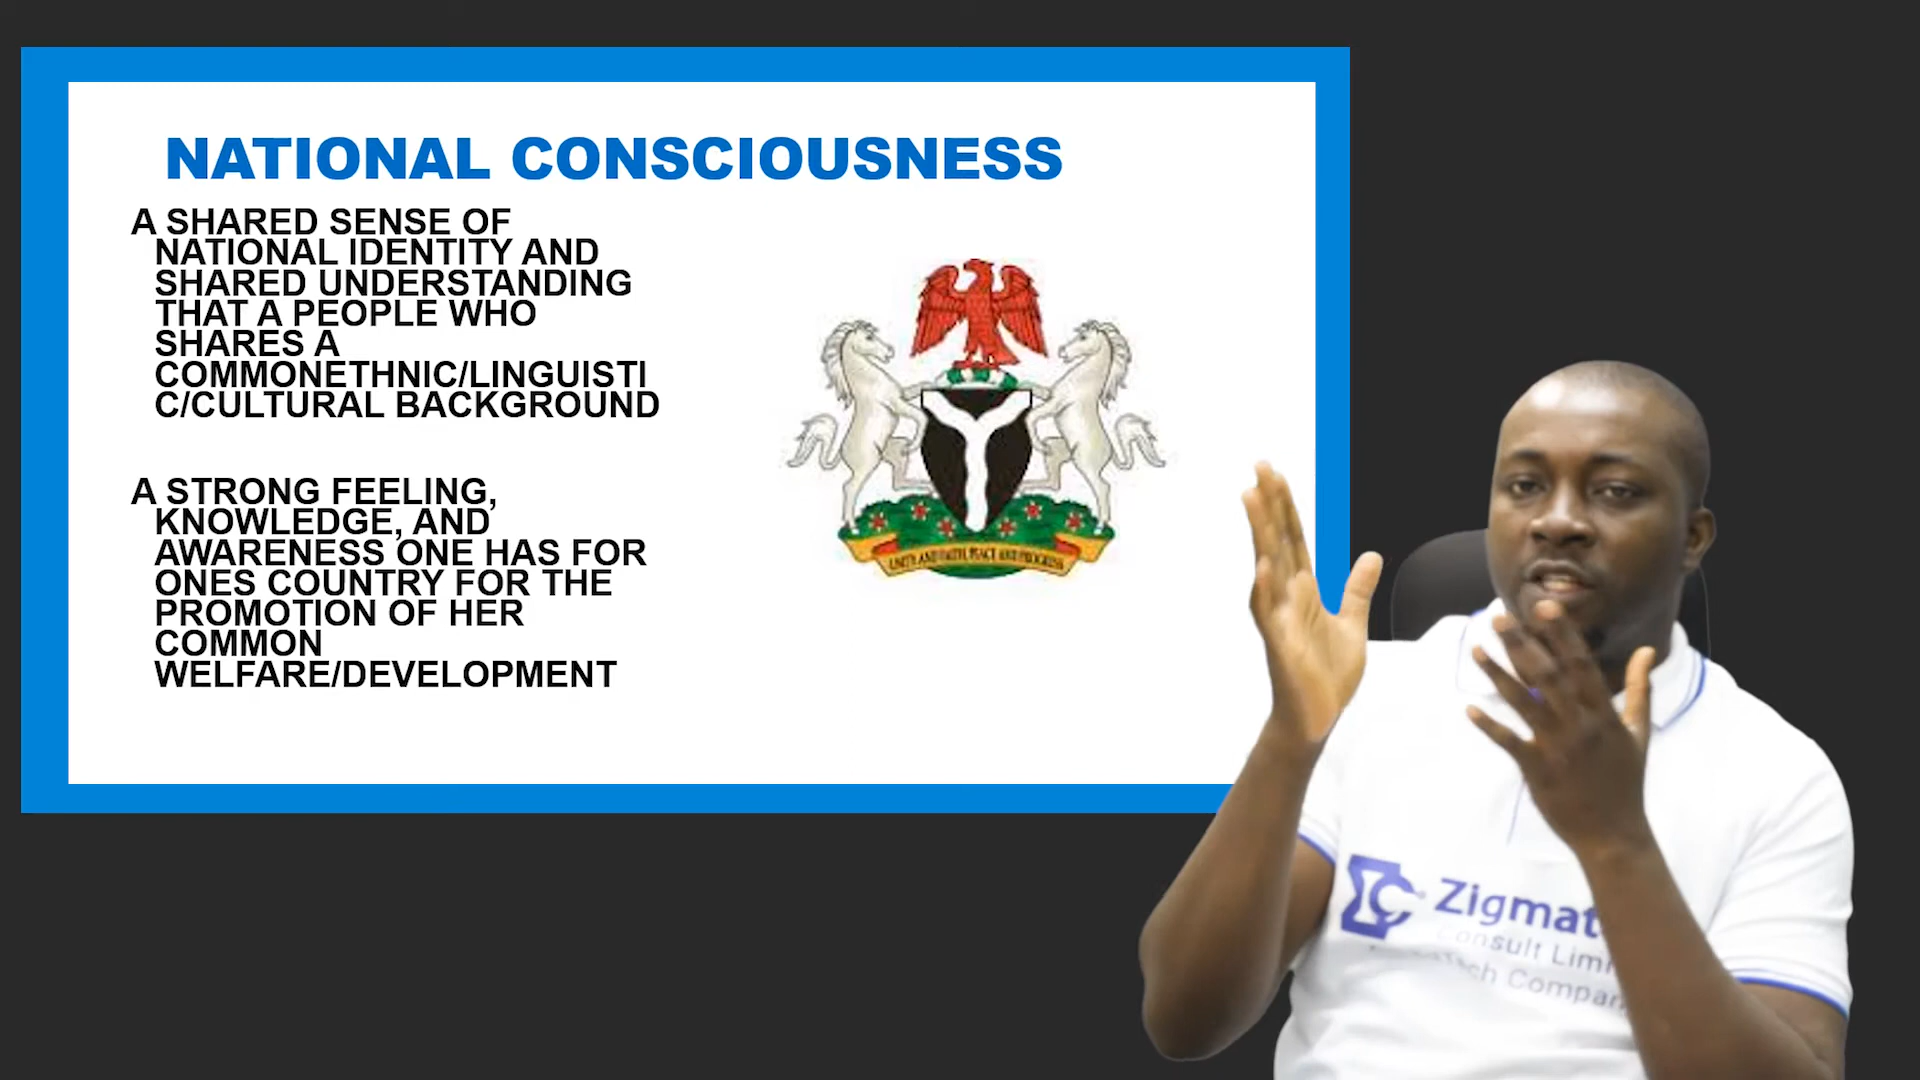 NATIONAL CONSCIOUSNESS
A SHARED SENSE OF
NATIONAL IDENTITY AND
SHARED UNDERSTANDING
THAT A PEOPLE WHO
SHARES A
COMMONETHNIC/LINGUISTI
C/CULTURAL BACKGROUND
A STRONG FEELING,
KNOWLEDGE, AND
AWARENESS ONE HAS FOR
ONES COUNTRY FOR THE
PROMOTION OF HER
COMMON
WELFARE/DEVELOPMENT
UNITY AND FAITH, PEACE AND PROGRESS
Zigmat